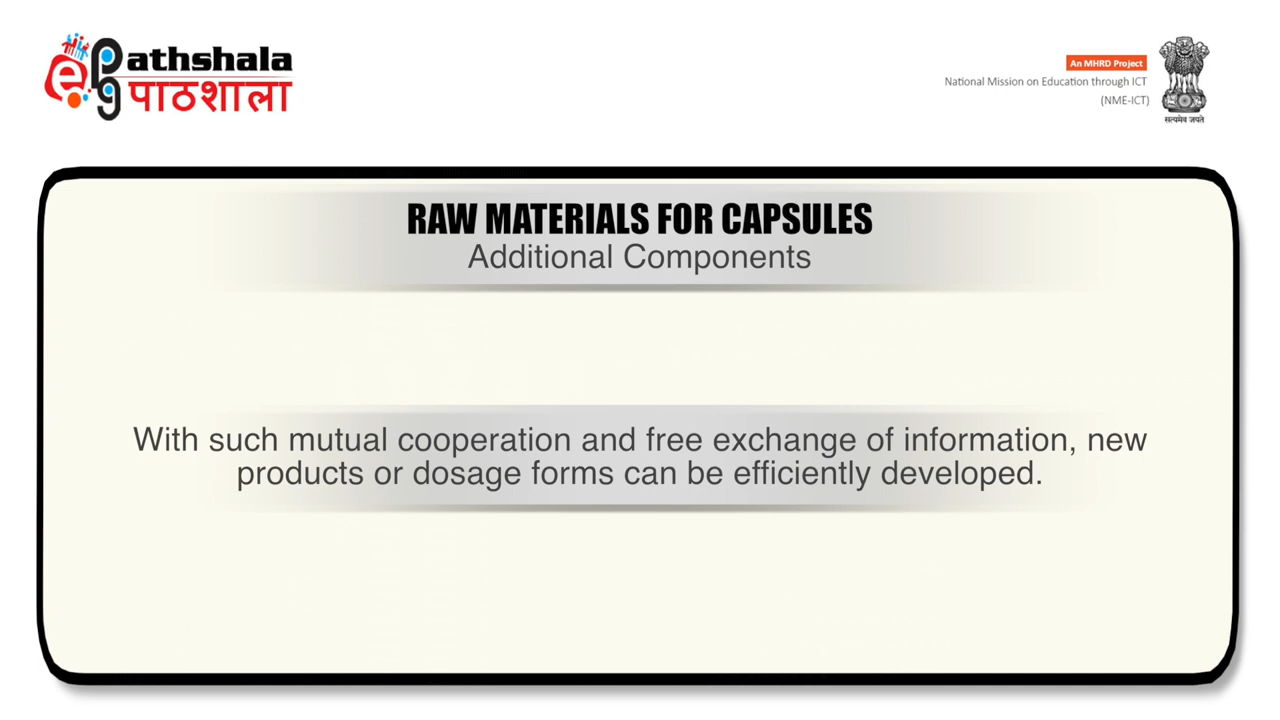 e Pg athshala
पाठशाला
An MHRD Project
National Mission on Education through ICT
(NME-ICT)
सत्यमेव जयते
RAW MATERIALS FOR CAPSULES
Additional Components
With such mutual cooperation and free exchange of information, new
products or dosage forms can be efficiently developed.